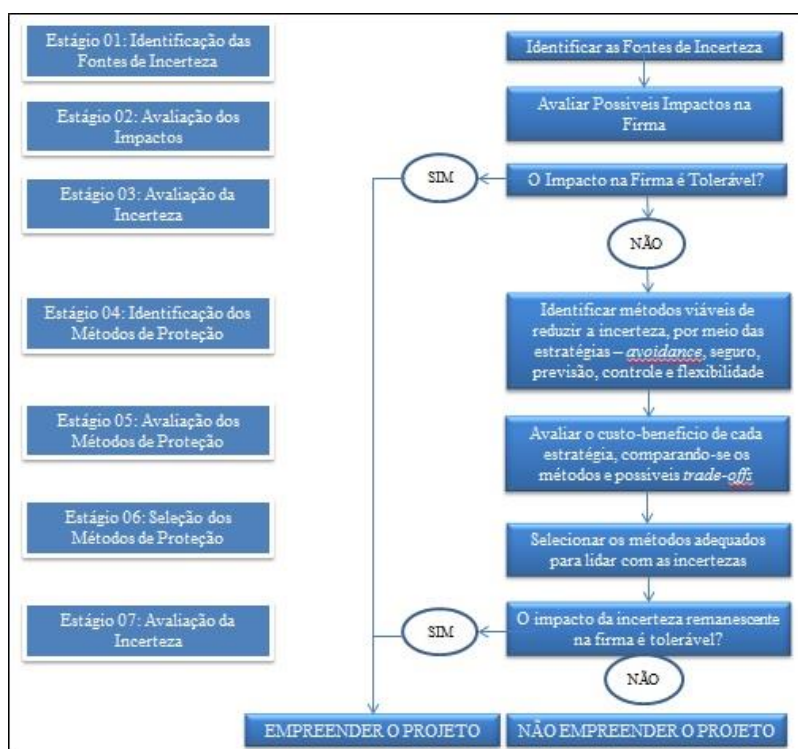 Estágio 01: Identificação das
Fontes de Incerteza
Identificar as Fontes de Incerteza
Estágio 02: Avaliação dos
Impactos
Avaliar Possíveis Impactos na
Firma
Estágio 03: Avaliação da
Incerteza
SIM
O Impacto na Firma é Tolerável?
NÃO
Estágio 04: Identificação dos
Métodos de Proteção
Identificar métodos viáveis de
reduzir a incerteza, por meio das
estratégias – avoidance, seguro,
previsão, controle e flexibilidade
Estágio 05: Avaliação dos
Métodos de Proteção
Avaliar o custo-benefício de cada
estratégia, comparando-se os
métodos e possíveis trade-offs
Estágio 06: Seleção dos
Métodos de Proteção
Selecionar os métodos adequados
para lidar com as incertezas
Estágio 07: Avaliação da
Incerteza
SIM
O impacto da incerteza remanescente
na firma é tolerável?
NÃO
EMPREENDER O PROJETO
NÃO EMPREENDER O PROJETO